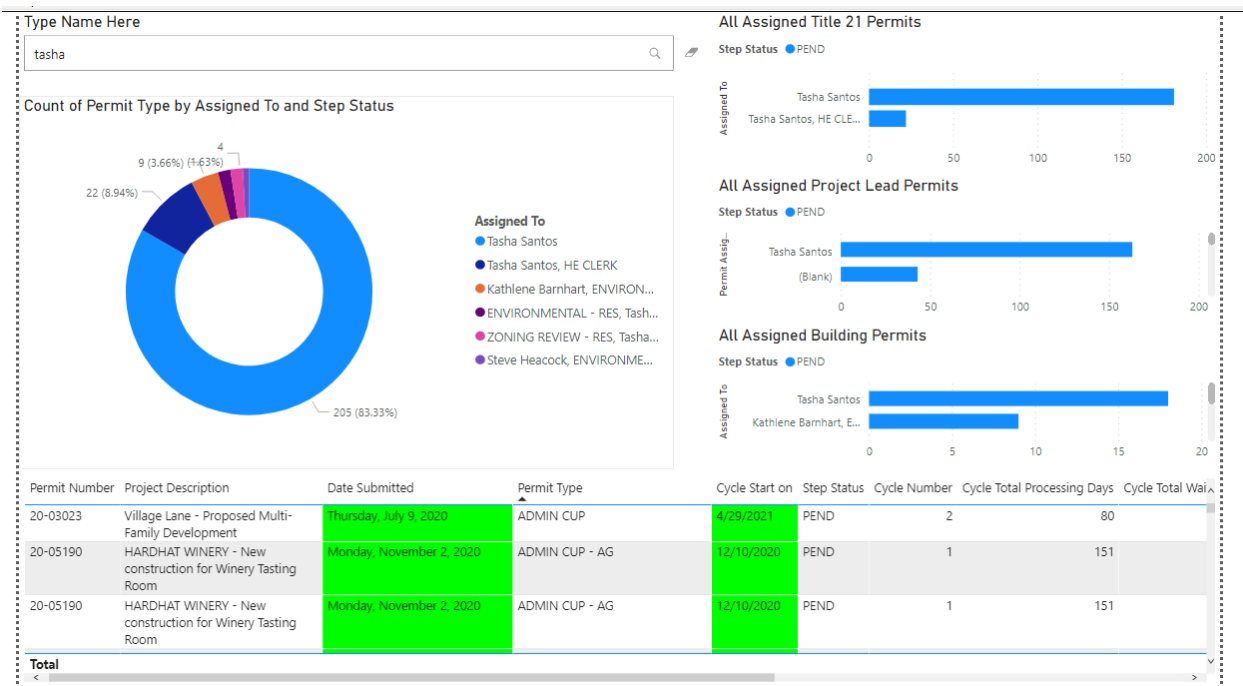 Type Name Here
tasha
Count of Permit Type by Assigned To and Step Status
4
9 (3.66%) (1.63%)
22 (8.94%)
205 (83.33%)
Assigned To
Tasha Santos
Tasha Santos, HE CLERK
Kathlene Barnhart, ENVIRON...
ENVIRONMENTAL - RES, Tash...
ZONING REVIEW - RES, Tasha...
Steve Heacock, ENVIRONME...
All Assigned Title 21 Permits
Step Status PEND
Assigned To
Tasha Santos
Tasha Santos, HE CLE...
0 50 100 150 200
All Assigned Project Lead Permits
Step Status PEND
Permit Assig...
Tasha Santos
(Blank)
0 50 100 150 200
All Assigned Building Permits
Step Status PEND
Assigned To
Tasha Santos
Kathlene Barnhart, E...
0 5 10 15 20
Permit Number Project Description Date Submitted Permit Type Cycle Start on Step Status Cycle Number Cycle Total Processing Days Cycle Total Wai
20-03023 Village Lane - Proposed Multi- Thursday, July 9, 2020 ADMIN CUP 4/29/2021 PEND 2 80
Family Development
20-05190 HARDHAT WINERY - New Monday, November 2, 2020 ADMIN CUP - AG 12/10/2020 PEND 1 151
construction for Winery Tasting
Room
20-05190 HARDHAT WINERY - New Monday, November 2, 2020 ADMIN CUP - AG 12/10/2020 PEND 1 151
construction for Winery Tasting
Room
Total